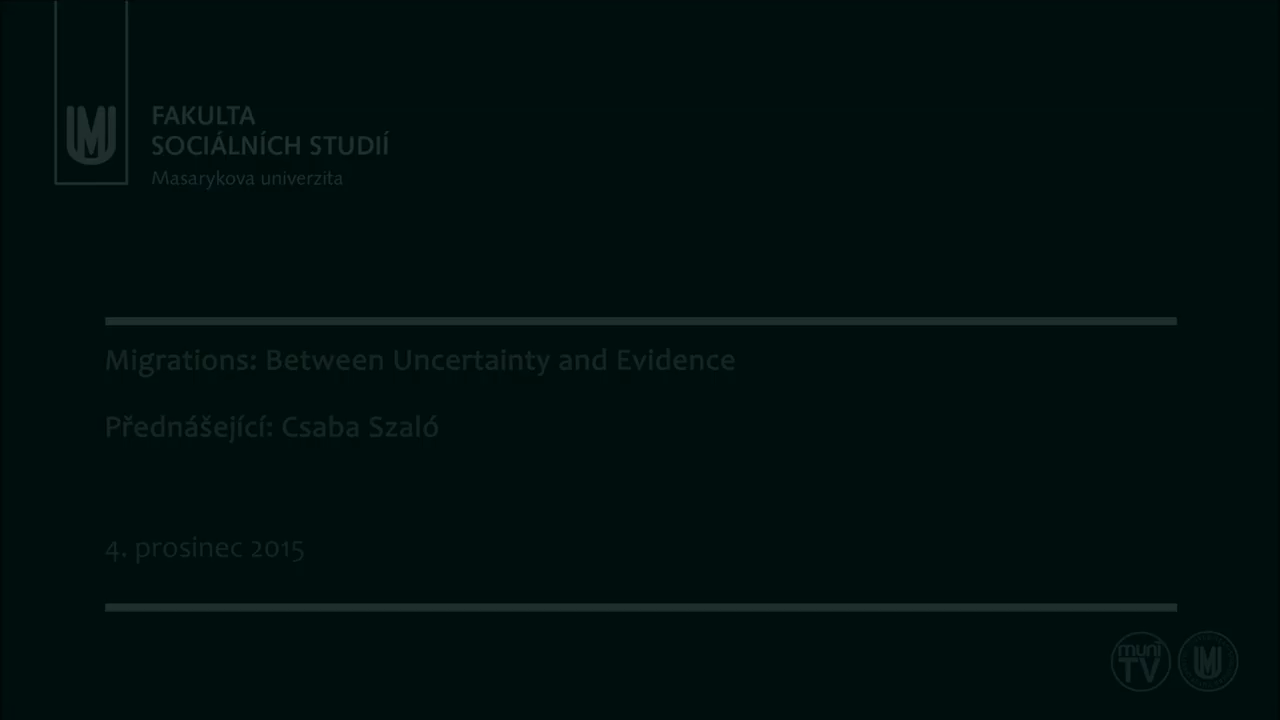 FAKULTA
SOCIÁLNÍCH STUDIÍ
Masarykova univerzita
Migrations: Between Uncertainty and Evidence
Přednášející: Csaba Szaló
4. prosinec 2015
muni
TV